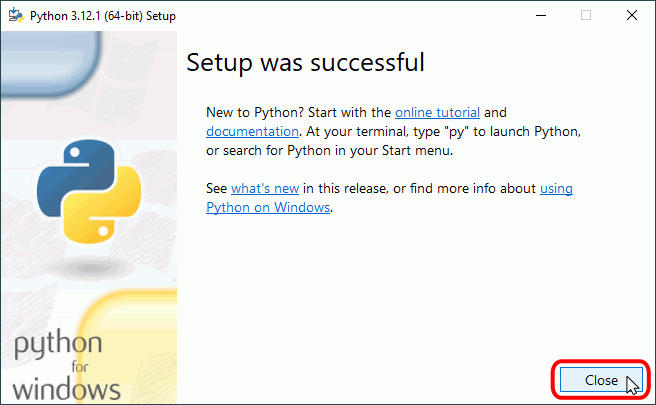 Python 3.12.1 (64-bit) Setup
Setup was successful
New to Python? Start with the online tutorial and
documentation. At your terminal, type "py" to launch Python,
or search for Python in your Start menu.
See what's new in this release, or find more info about using
Python on Windows.
python
for
windows
Close